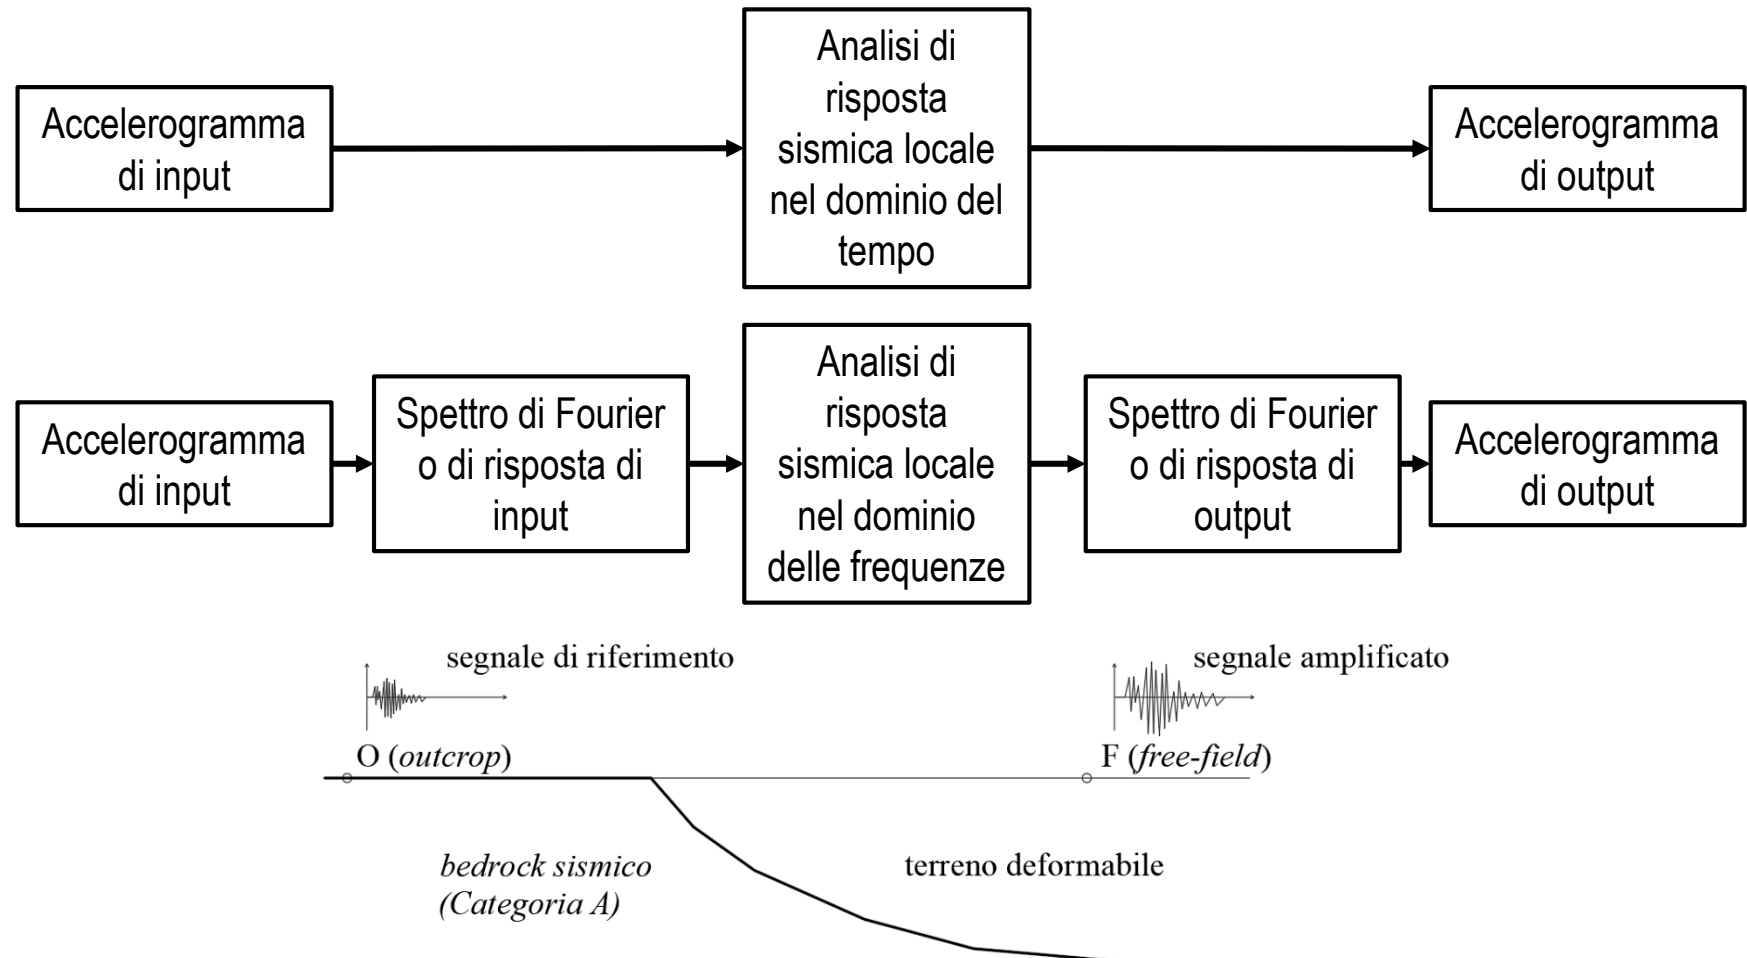 Accelerogramma
di input
Analisi di
risposta
sismica locale
nel dominio del
tempo
Accelerogramma
di output
Accelerogramma
di input
Spettro di Fourier
o di risposta di
input
Analisi di
risposta
sismica locale
nel dominio
delle frequenze
Spettro di Fourier
o di risposta di
output
Accelerogramma
di output
segnale di riferimento
segnale amplificato
O (outcrop)
F (free-field)
bedrock sismico
(Categoria A)
terreno deformabile